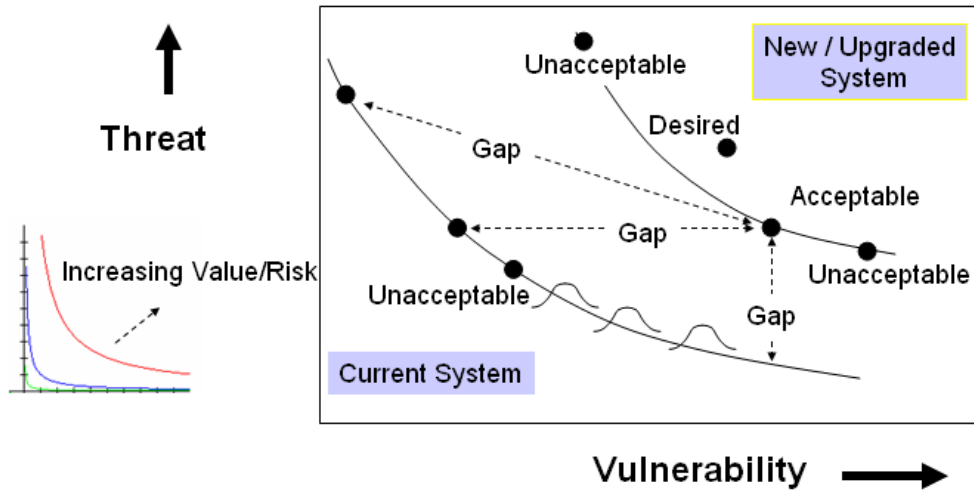 Threat
Increasing Value/Risk
Unacceptable
New / Upgraded
System
Desired
Gap
Acceptable
Gap
Unacceptable
Unacceptable
Gap
Current System
Vulnerability